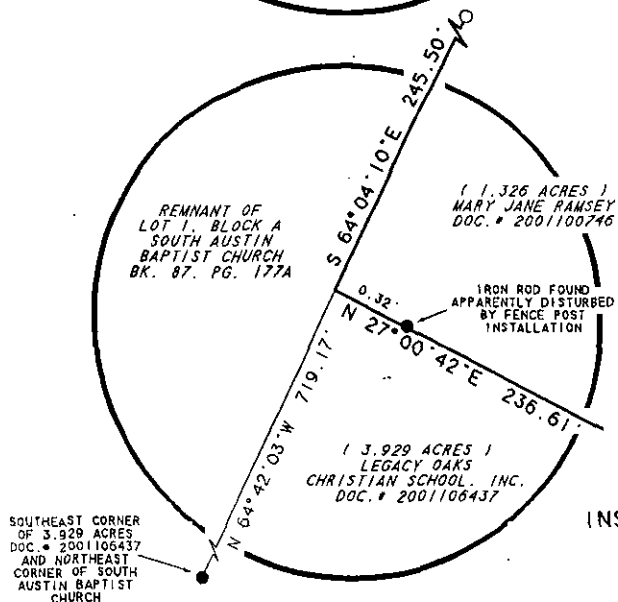 S 64°04'10"E 245.50'
REMNANT OF
LOT 1, BLOCK A
SOUTH AUSTIN
BAPTIST CHURCH
BK. 87, PG. 177A
( 1.326 ACRES )
MARY JANE RAMSEY
DOC.# 2001100746
0.32'
IRON ROD FOUND
APPARENTLY DISTURBED
BY FENCE POST
INSTALLATION
N 27°00'42"E 236.61'
N 64°42'03"W 719.17'
( 3.929 ACRES )
LEGACY OAKS
CHRISTIAN SCHOOL, INC.
DOC.# 2001106437
SOUTHEAST CORNER
OF 3.929 ACRES
DOC.# 2001106437
AND NORTHEAST
CORNER OF SOUTH
AUSTIN BAPTIST
CHURCH
INS